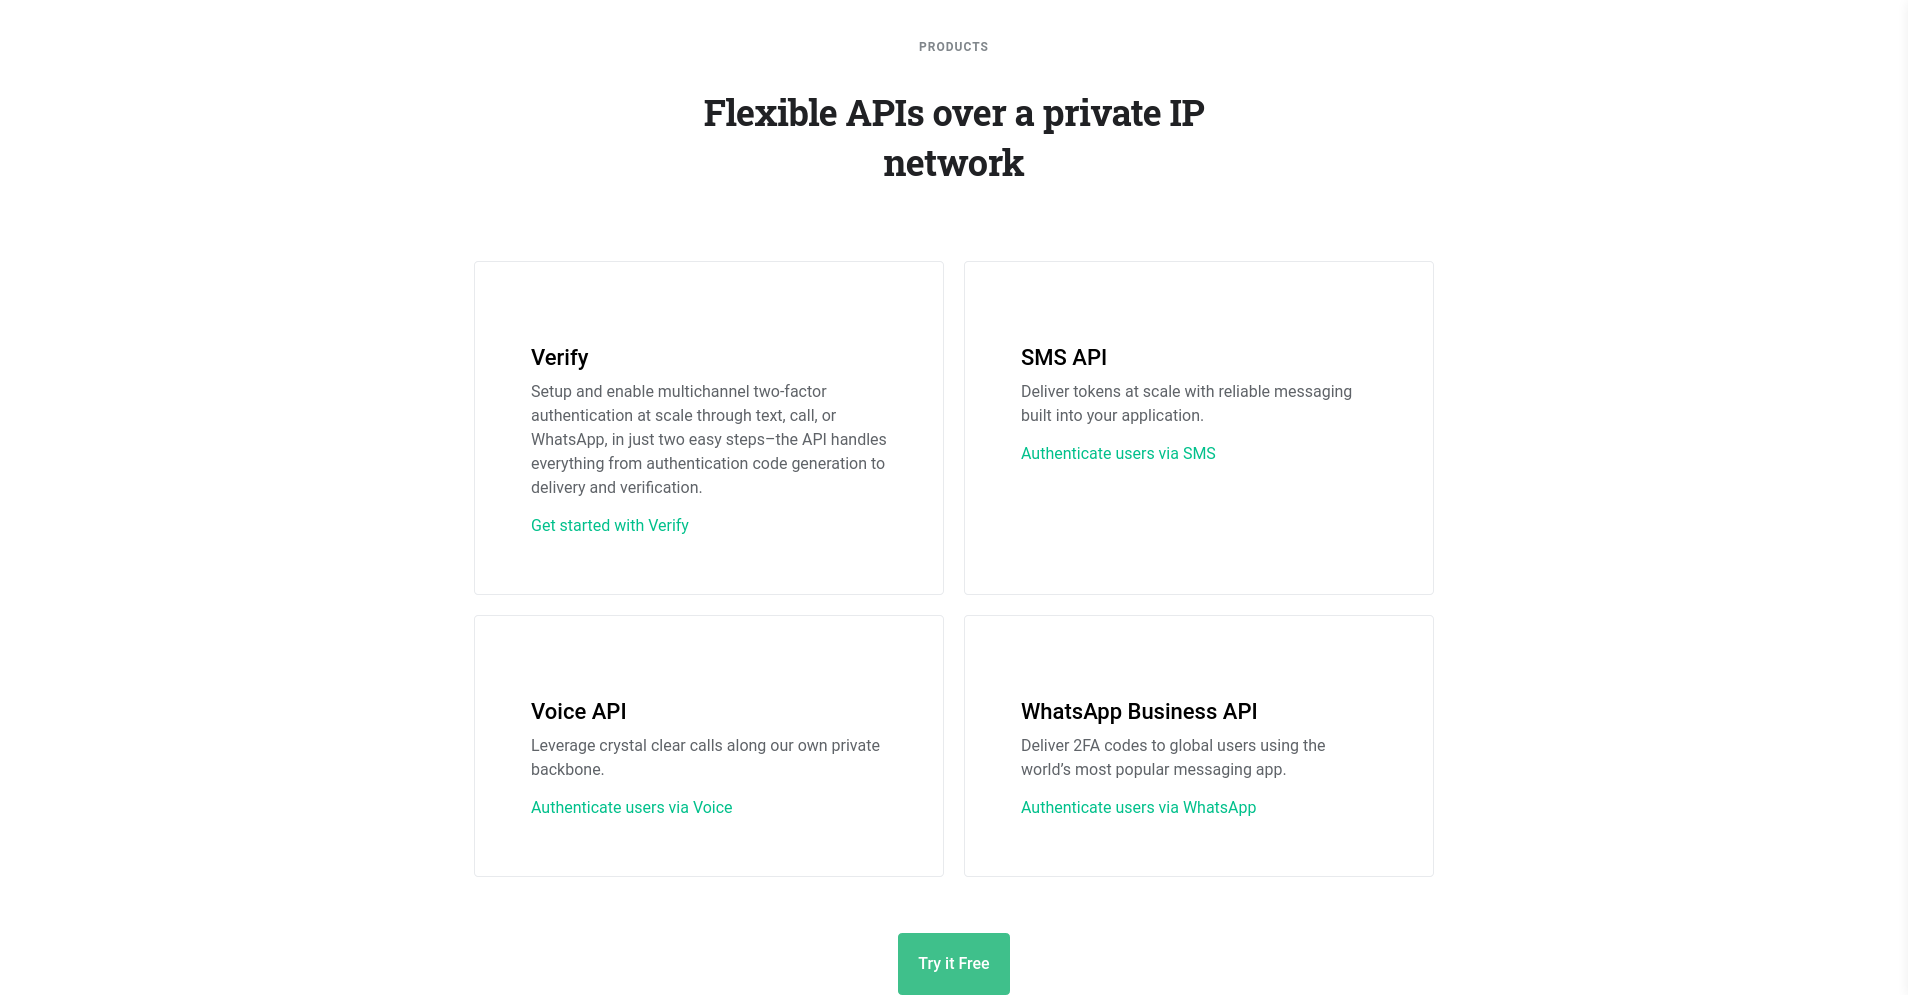 PRODUCTS
Flexible APIs over a private IP
network
Verify
Setup and enable multichannel two-factor
authentication at scale through text, call, or
WhatsApp, in just two easy steps–the API handles
everything from authentication code generation to
delivery and verification.
Get started with Verify
SMS API
Deliver tokens at scale with reliable messaging
built into your application.
Authenticate users via SMS
Voice API
Leverage crystal clear calls along our own private
backbone.
Authenticate users via Voice
WhatsApp Business API
Deliver 2FA codes to global users using the
world’s most popular messaging app.
Authenticate users via WhatsApp
Try it Free